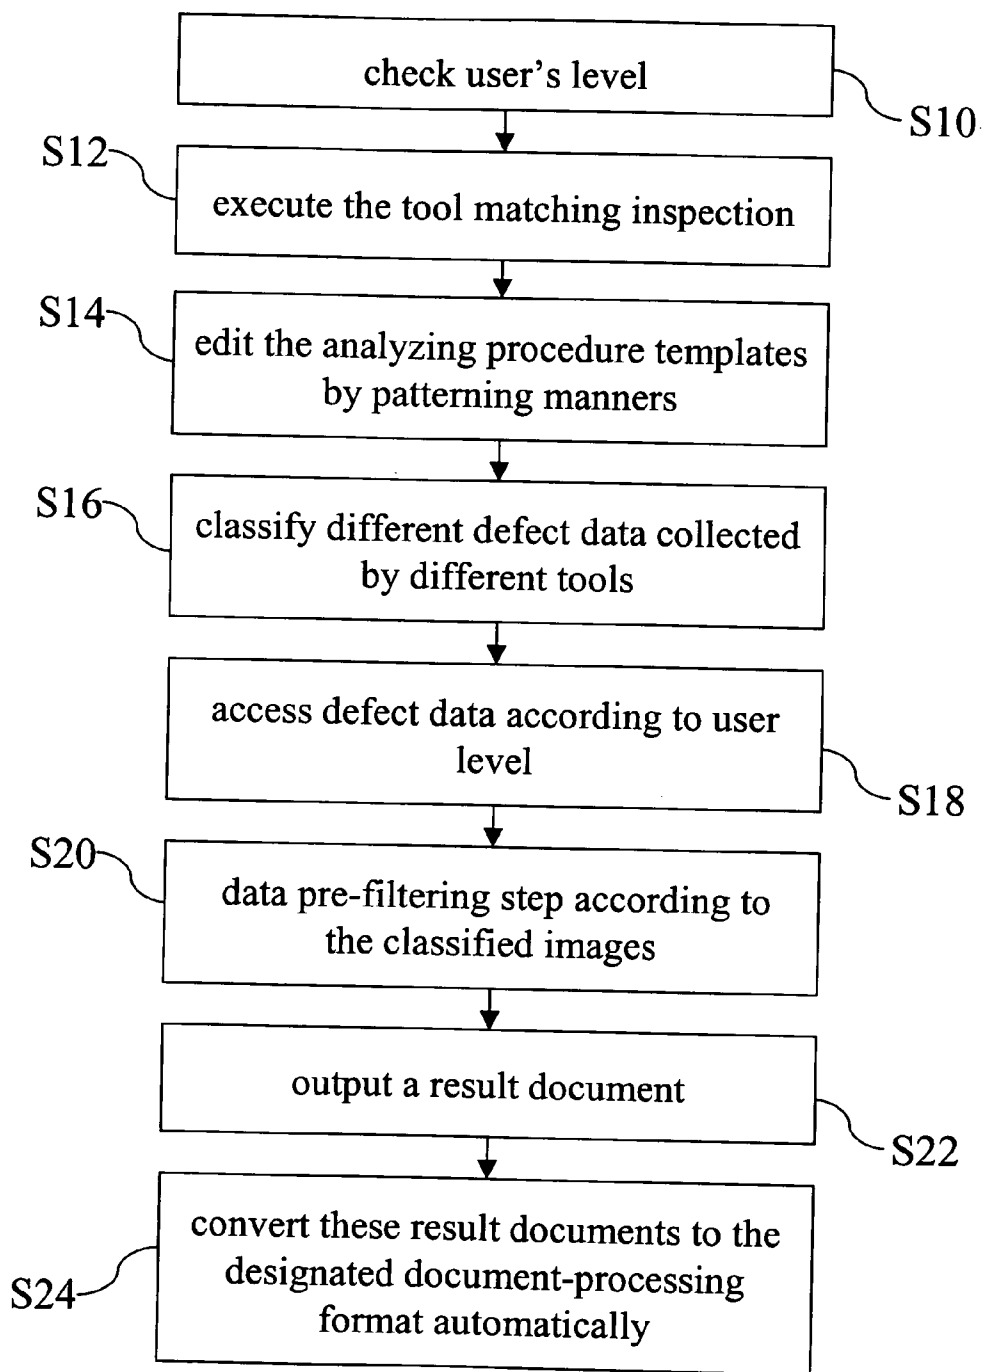 check user's level
S10
S12
execute the tool matching inspection
S14
edit the analyzing procedure templates
by patterning manners
S16
classify different defect data collected
by different tools
access defect data according to user
level
S18
S20
data pre-filtering step according to
the classified images
output a result document
S22
convert these result documents to the
designated document-processing
format automatically
S24